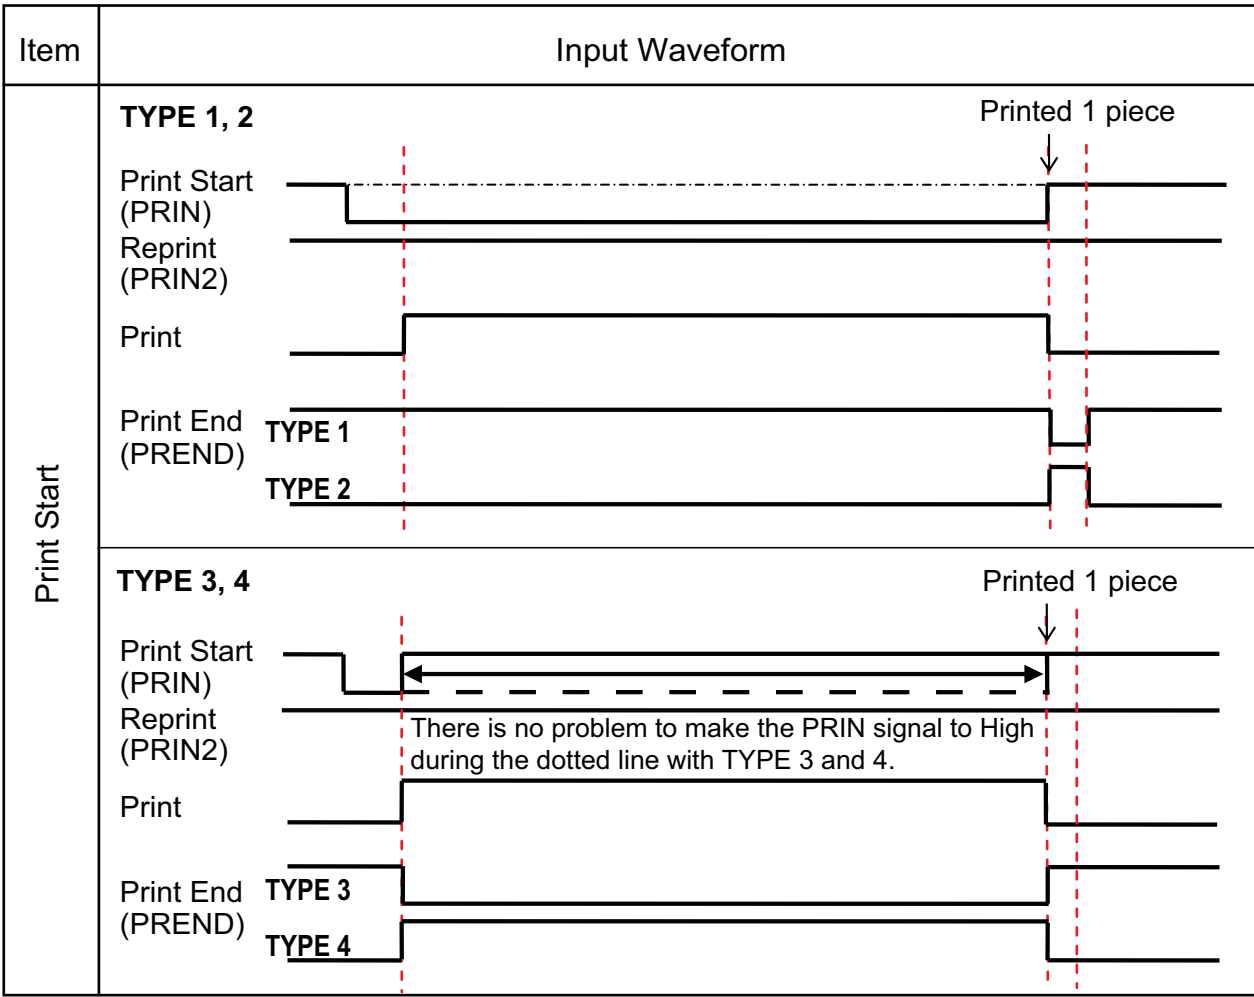 Item
Input Waveform
Print Start
TYPE 1, 2
Printed 1 piece
Print Start
(PRIN)
Reprint
(PRIN2)
Print
Print End
(PREND)
TYPE 1
TYPE 2
TYPE 3, 4
Printed 1 piece
Print Start
(PRIN)
Reprint
(PRIN2)
There is no problem to make the PRIN signal to High
during the dotted line with TYPE 3 and 4.
Print
Print End
(PREND)
TYPE 3
TYPE 4